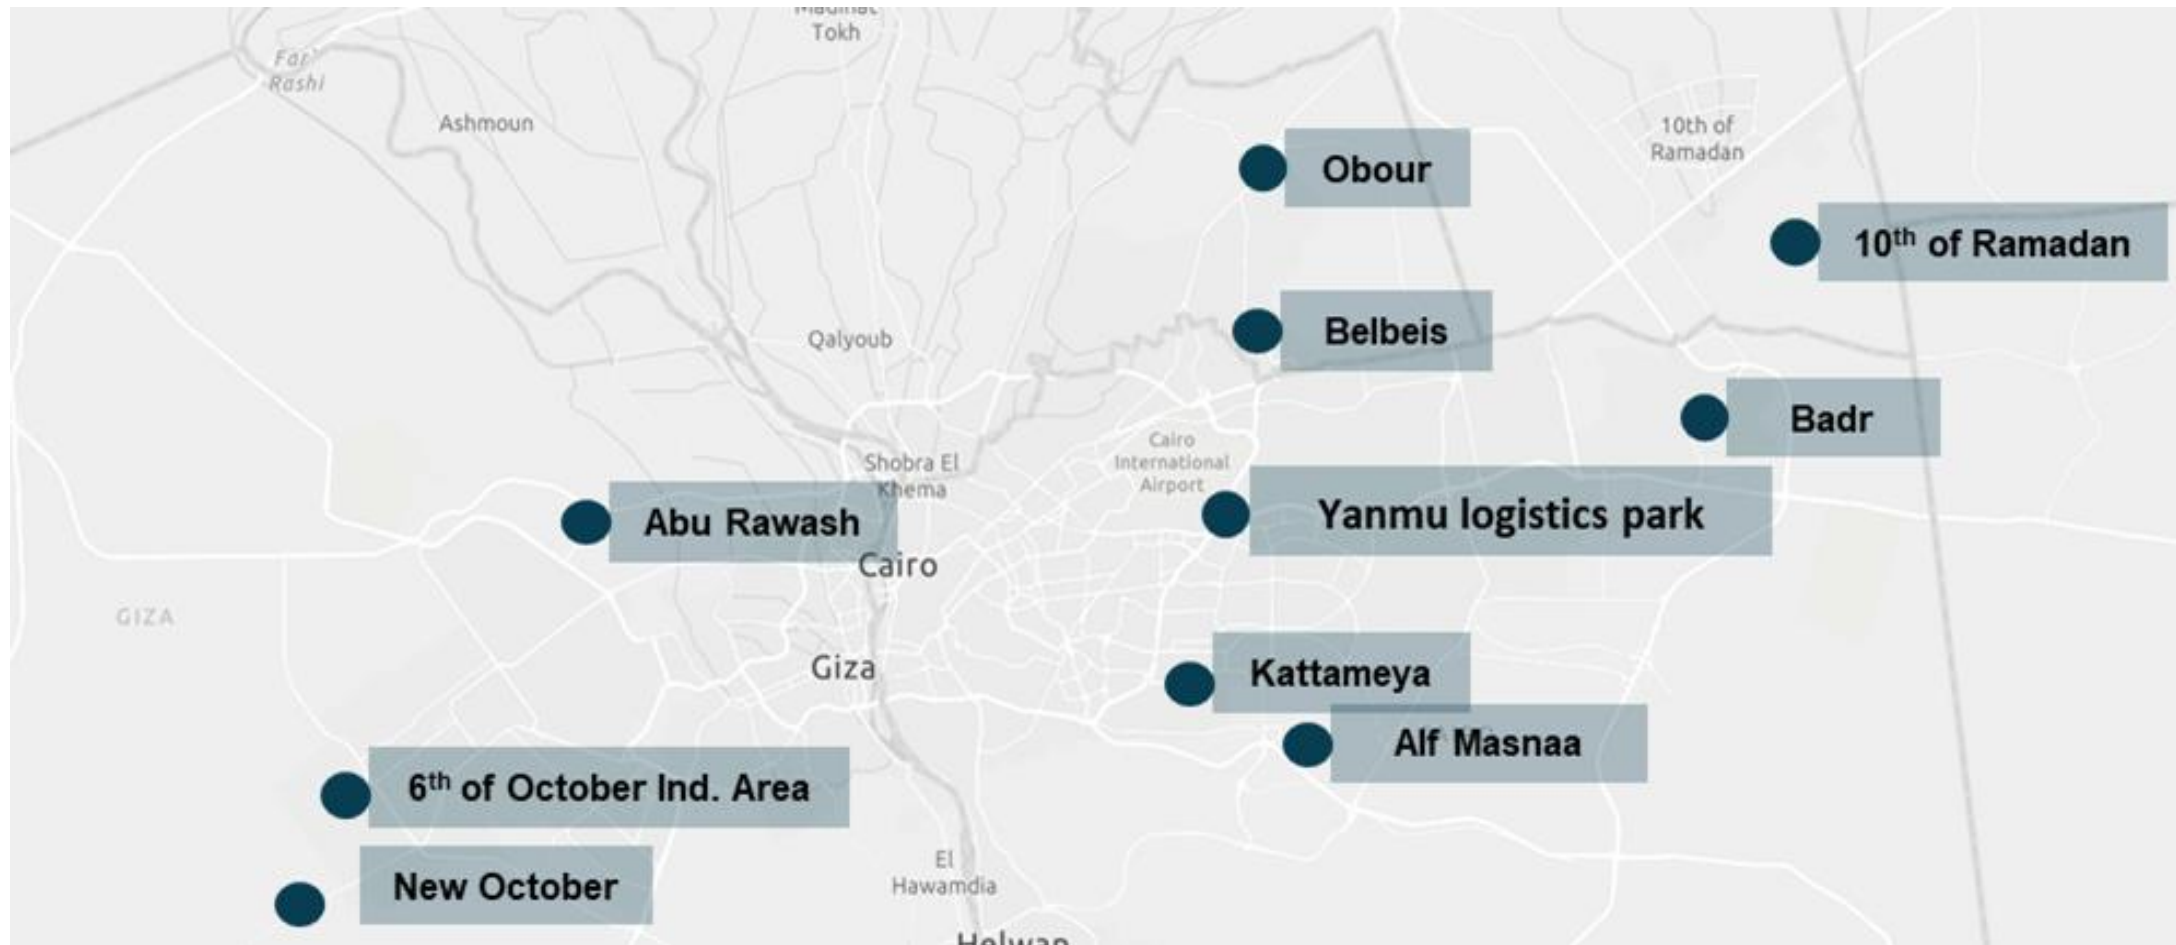 Madinat
Tokh
Far`
Rashi
Ashmoun
10th of
Ramadan
Obour
10th of Ramadan
Belbeis
Qalyoub
Badr
Cairo
International
Airport
Shobra El
Khema
Abu Rawash
Yanmu logistics park
Cairo
GIZA
Giza
Kattameya
Alf Masnaa
6th of October Ind. Area
El
Hawamdia
New October
Helwan